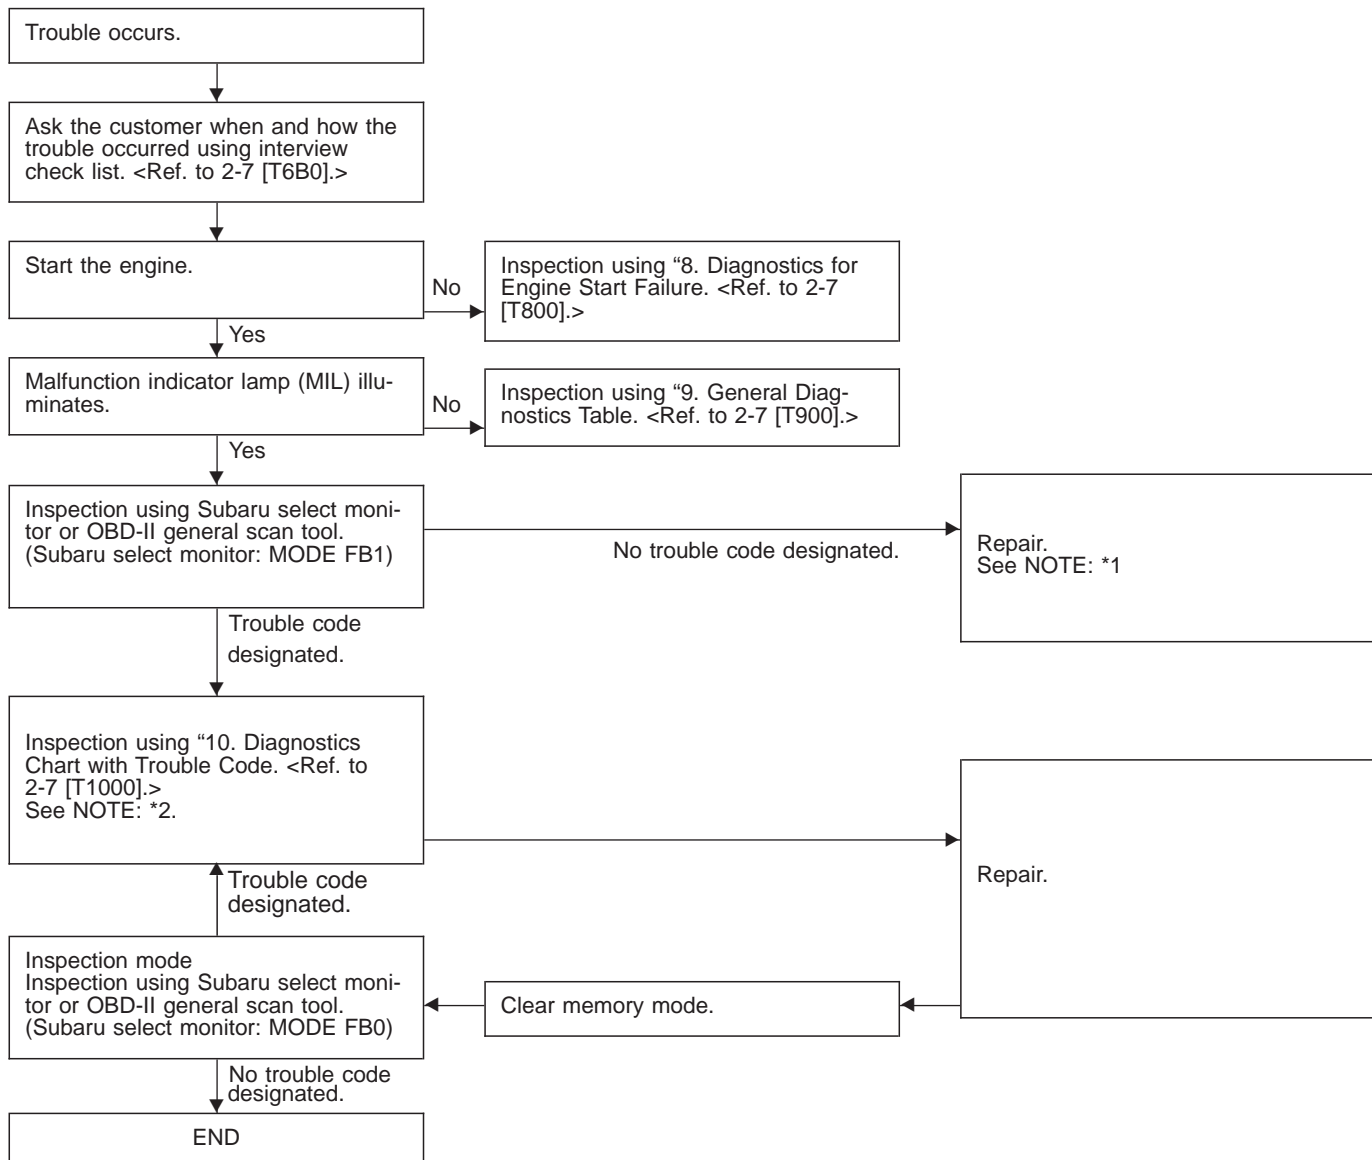 Trouble occurs.
Ask the customer when and how the
trouble occurred using interview
check list. <Ref. to 2-7 [T6B0].>
Start the engine.
No
Inspection using “8. Diagnostics for
Engine Start Failure. <Ref. to 2-7
[T800].>
Yes
Malfunction indicator lamp (MIL) illu-
minates.
No
Inspection using “9. General Diag-
nostics Table. <Ref. to 2-7 [T900].>
Yes
Inspection using Subaru select moni-
tor or OBD-II general scan tool.
(Subaru select monitor: MODE FB1)
No trouble code designated.
Repair.
See NOTE: *1
Trouble code
designated.
Inspection using “10. Diagnostics
Chart with Trouble Code. <Ref. to
2-7 [T1000].>
See NOTE: *2.
Repair.
Trouble code
designated.
Inspection mode
Inspection using Subaru select moni-
tor or OBD-II general scan tool.
(Subaru select monitor: MODE FB0)
Clear memory mode.
No trouble code
designated.
END